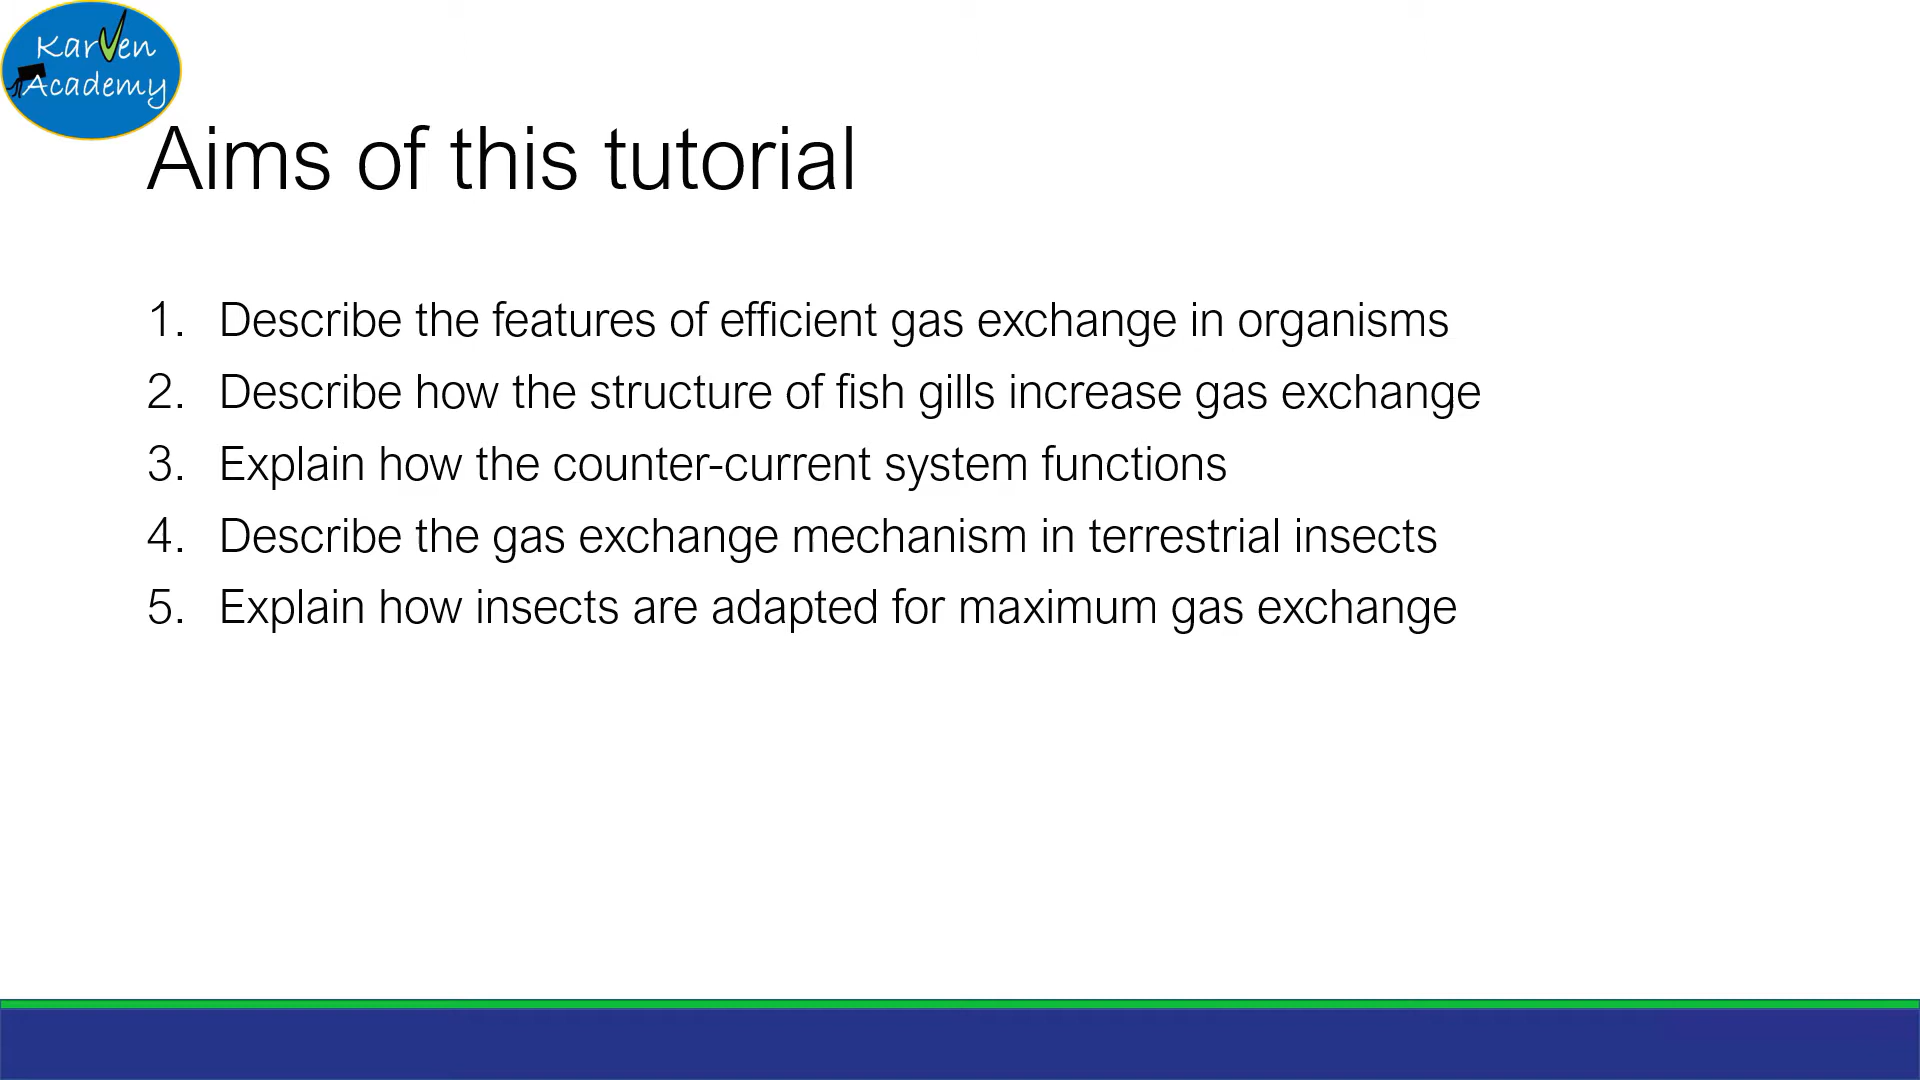 Karven
Academy
Aims of this tutorial
1. Describe the features of efficient gas exchange in organisms
2. Describe how the structure of fish gills increase gas exchange
3. Explain how the counter-current system functions
4. Describe the gas exchange mechanism in terrestrial insects
5. Explain how insects are adapted for maximum gas exchange